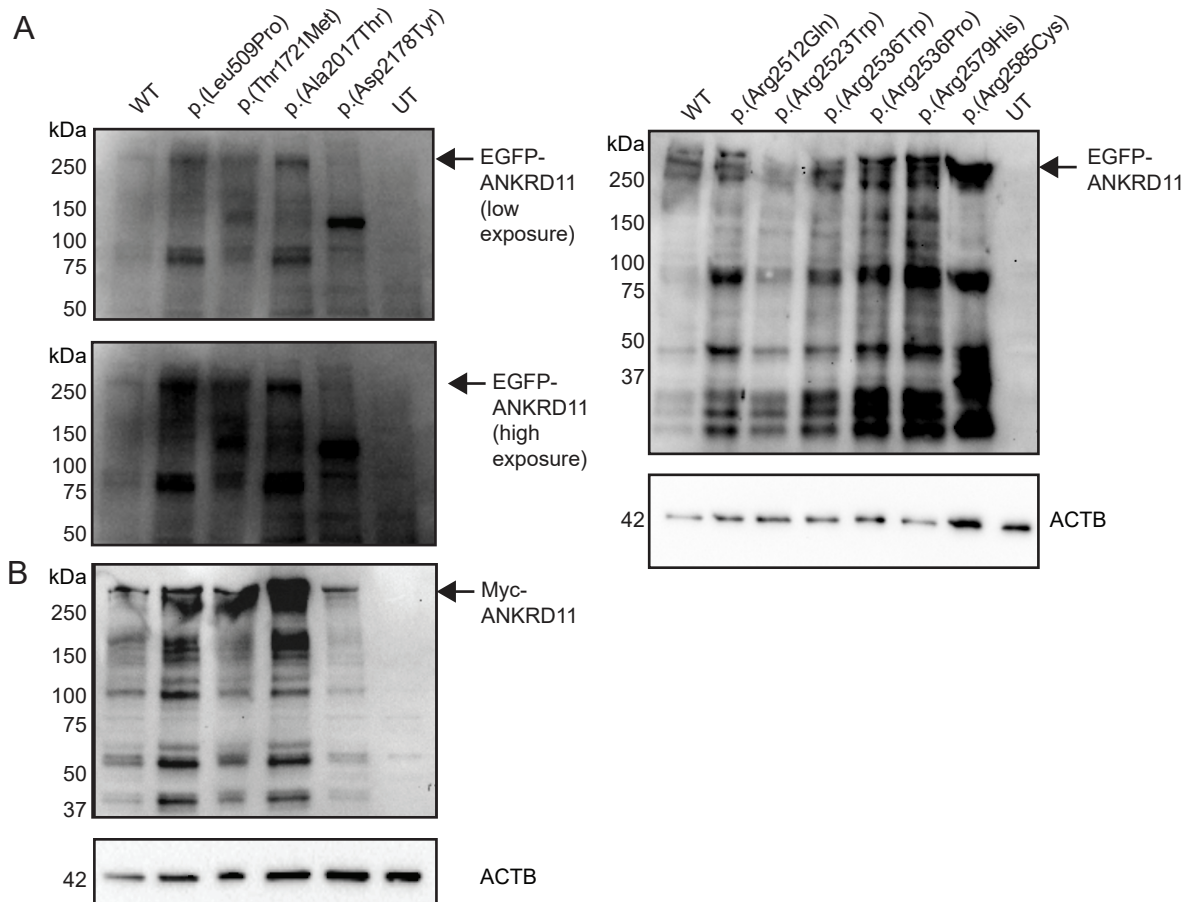 A
WT
p.(Leu509Pro)
p.(Thr1721Met)
p.(Ala2017Thr)
p.(Asp2178Tyr)
UT
kDa
250
150
100
75
50
EGFP-
ANKRD11
(low
exposure)
kDa
250
150
100
75
50
EGFP-
ANKRD11
(high
exposure)
WT
p.(Arg2512Gln)
p.(Arg2523Trp)
p.(Arg2536Trp)
p.(Arg2536Pro)
p.(Arg2579His)
p.(Arg2585Cys)
UT
kDa
250
150
100
75
50
37
EGFP-
ANKRD11
42
ACTB
B
kDa
250
150
100
75
50
37
Myc-
ANKRD11
42
ACTB